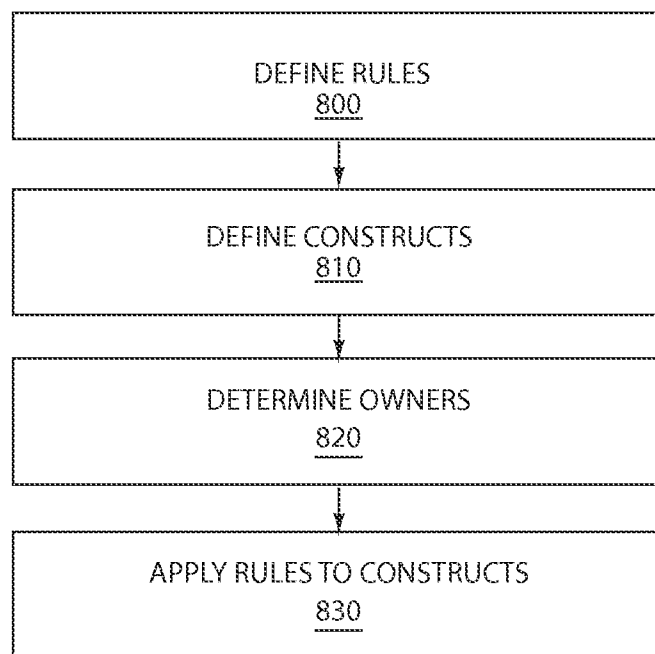 DEFINE RULES
800
DEFINE CONSTRUCTS
810
DETERMINE OWNERS
820
APPLY RULES TO CONSTRUCTS
830